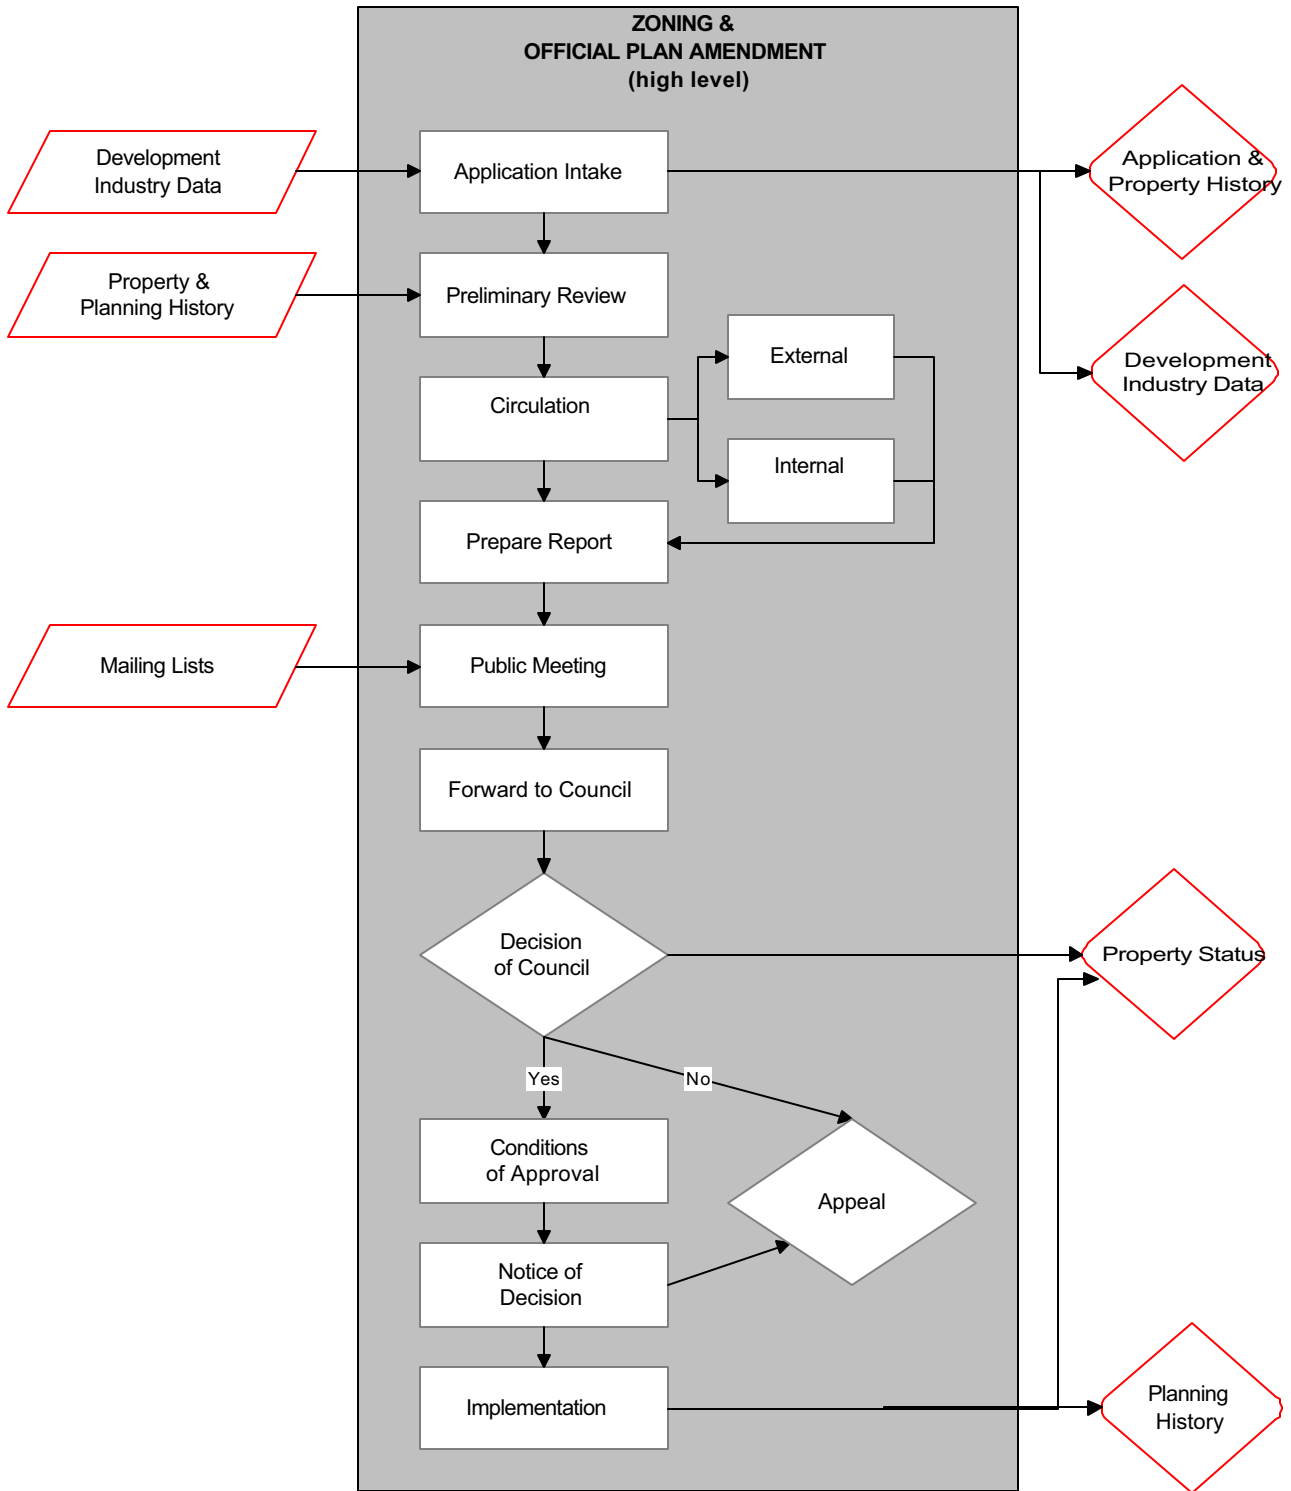 ZONING &
OFFICIAL PLAN AMENDMENT
(high level)
Development
Industry Data
Application Intake
Application &
Property History
Property &
Planning History
Preliminary Review
External
Development
Industry Data
Circulation
Internal
Prepare Report
Mailing Lists
Public Meeting
Forward to Council
Decision
of Council
Property Status
Yes
No
Conditions
of Approval
Appeal
Notice of
Decision
Implementation
Planning
History